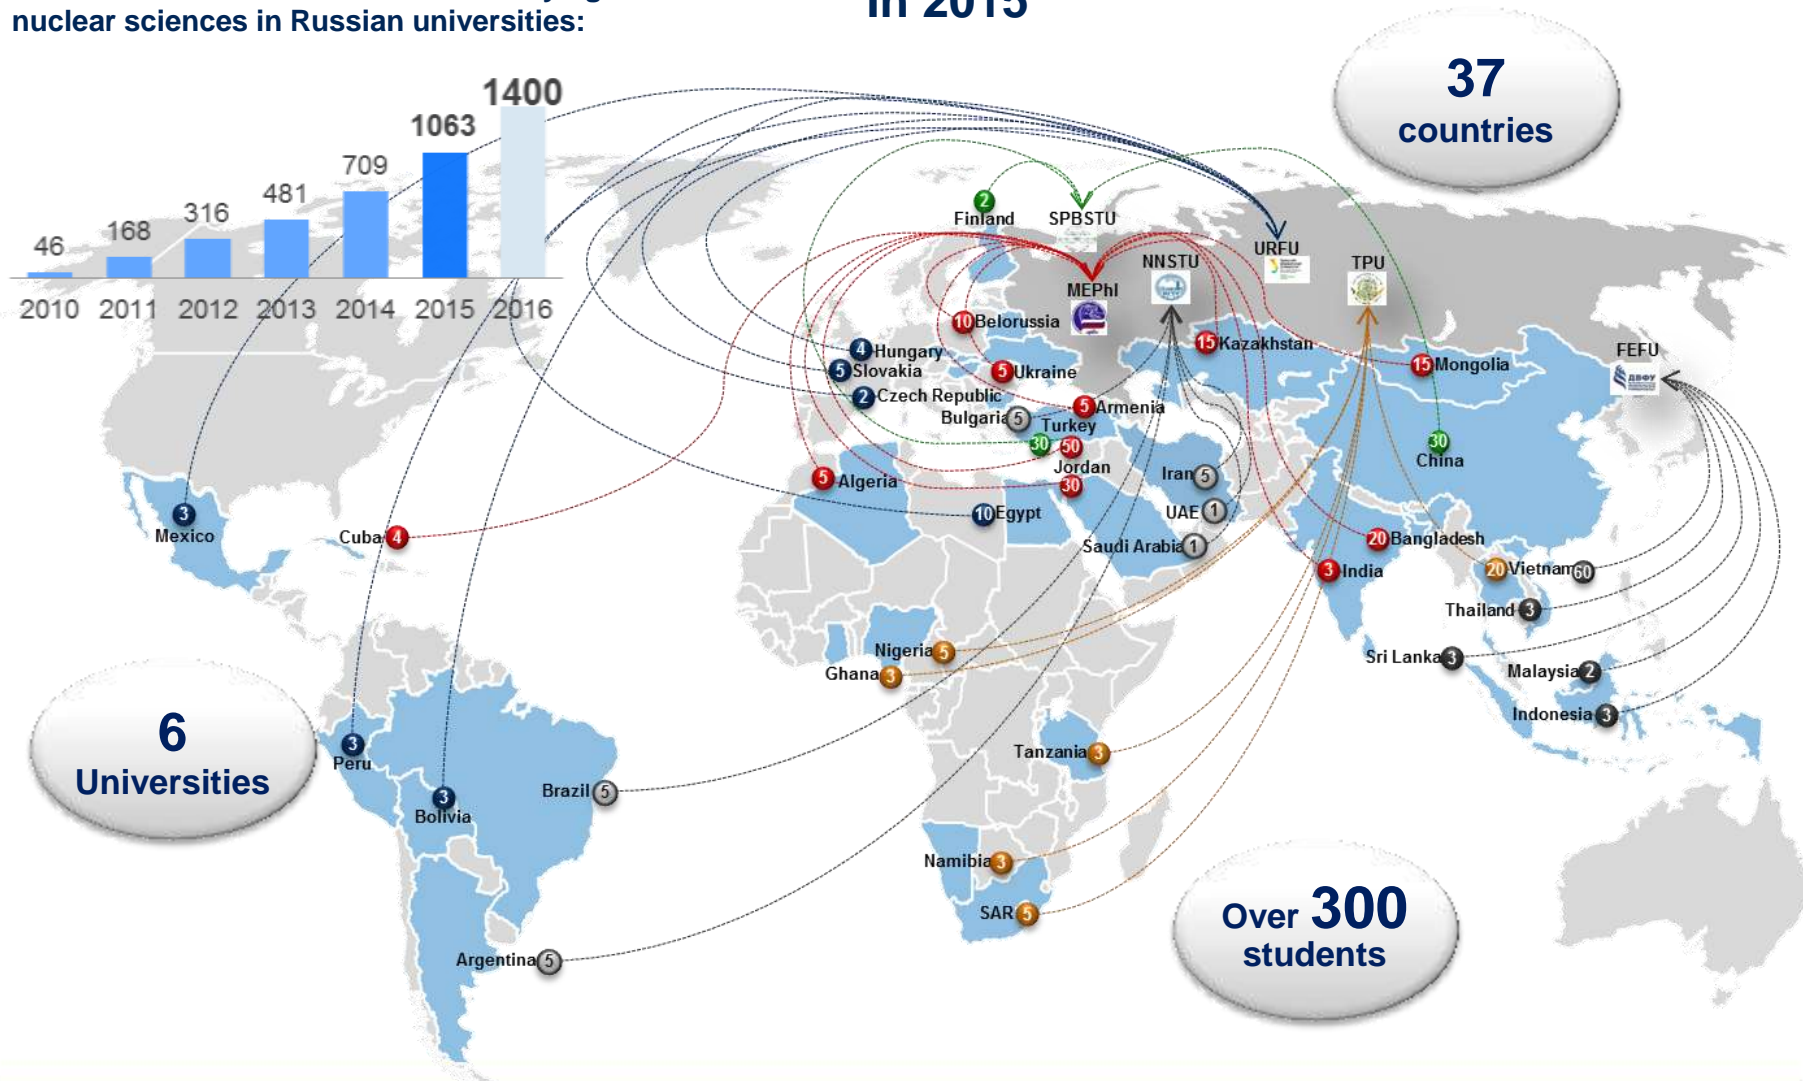 nuclear sciences in Russian universities:
in 2015
37
countries
1400
1063
709
481
316
168
46
2010 2011 2012 2013 2014 2015 2016
2
Finland
SPBSTU
URFU
NNSTU
TPU
MEPhI
FEFU
ДВФУ
10 Belorussia
15 Kazakhstan
15 Mongolia
4 Hungary
5 Slovakia
5 Ukraine
2 Czech Republic
5 Armenia
Bulgaria 5
Turkey
30 50
30
China
Jordan
30
5 Algeria
Iran 5
10 Egypt
UAE 1
Saudi Arabia 1
3
Mexico
Cuba 4
20 Bangladesh
3 India
20 Vietnam 60
Thailand 3
Nigeria 5
Ghana 3
Sri Lanka 3
Malaysia 2
Indonesia 3
6
Universities
3
Peru
3
Bolivia
Brazil 5
Tanzania 3
Namibia 3
SAR 5
Argentina 5
Over 300
students